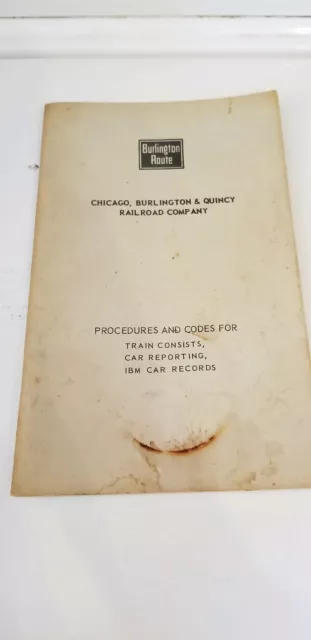 Burlington
Route
CHICAGO, BURLINGTON & QUINCY
RAILROAD COMPANY
PROCEDURES AND CODES FOR
TRAIN CONSISTS,
CAR REPORTING,
IBM CAR RECORDS